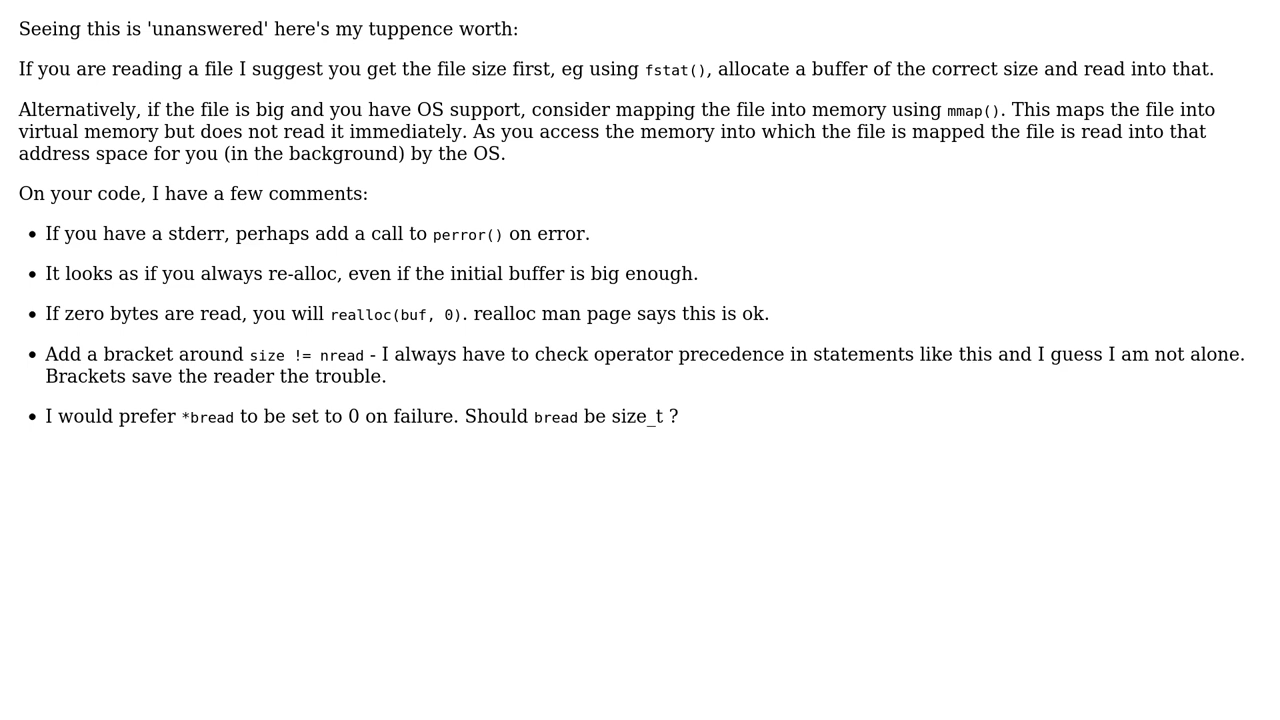 Seeing this is 'unanswered' here's my tuppence worth:
If you are reading a file I suggest you get the file size first, eg using fstat(), allocate a buffer of the correct size and read into that.
Alternatively, if the file is big and you have OS support, consider mapping the file into memory using mmap(). This maps the file into
virtual memory but does not read it immediately. As you access the memory into which the file is mapped the file is read into that
address space for you (in the background) by the OS.
On your code, I have a few comments:
• If you have a stderr, perhaps add a call to perror() on error.
• It looks as if you always re-alloc, even if the initial buffer is big enough.
• If zero bytes are read, you will realloc(buf, 0). realloc man page says this is ok.
• Add a bracket around size != nread - I always have to check operator precedence in statements like this and I guess I am not alone.
Brackets save the reader the trouble.
• I would prefer *bread to be set to 0 on failure. Should bread be size_t ?